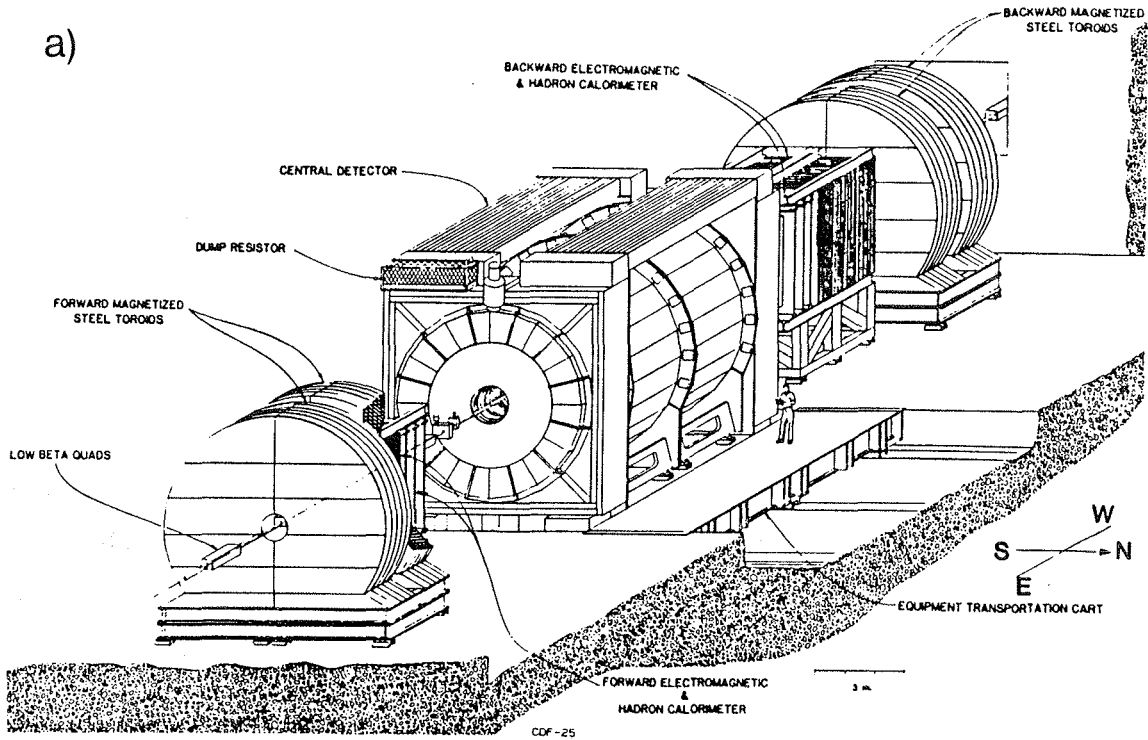 a)
BACKWARD MAGNETIZED
STEEL TOROIDS
BACKWARD ELECTROMAGNETIC
& HADRON CALORIMETER
CENTRAL DETECTOR
DUMP RESISTOR
FORWARD MAGNETIZED
STEEL TOROIDS
LOW BETA QUADS
W
S
N
E
EQUIPMENT TRANSPORTATION CART
3 m.
FORWARD ELECTROMAGNETIC
&
HADRON CALORIMETER
CDF-25